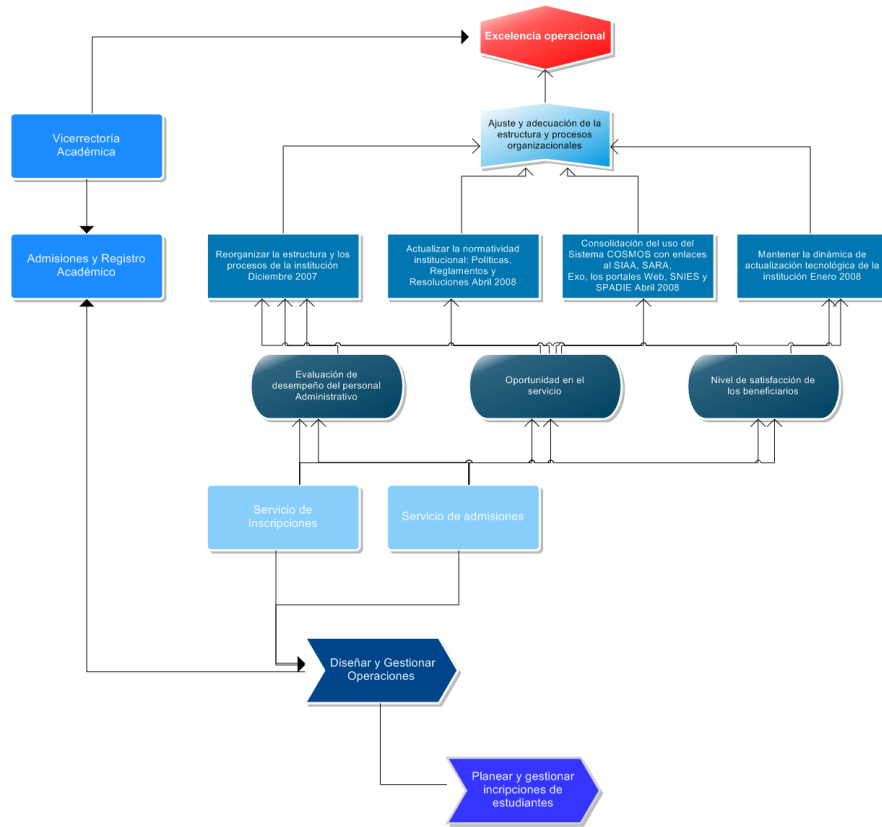 Excelencia operacional
Ajuste y adecuación de la
estructura y procesos
organizacionales
Vicerrectoría
Académica
Admisiones y Registro
Académico
Reorganizar la estructura y los
procesos de la institución
Diciembre 2007
Actualizar la normatividad
institucional: Políticas,
Reglamentos y
Resoluciones Abril 2008
Consolidación del uso del
Sistema COSMOS con enlaces
al SIAA, SARA,
Exo, los portales Web, SNIES y
SPADIE Abril 2008
Mantener la dinámica de
actualización tecnológica de la
institución Enero 2008
Evaluación de
desempeño del personal
Administrativo
Oportunidad en el
servicio
Nivel de satisfacción de
los beneficiarios
Servicio de
Inscripciones
Servicio de admisiones
Diseñar y Gestionar
Operaciones
Planear y gestionar
incripciones de
estudiantes